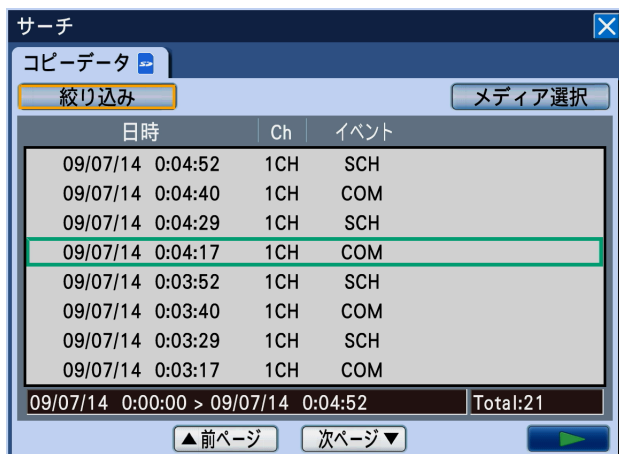 サーチ
コピーデータ SD
絞り込み メディア選択
日時 Ch イベント
09/07/14 0:04:52 1CH SCH
09/07/14 0:04:40 1CH COM
09/07/14 0:04:29 1CH SCH
09/07/14 0:04:17 1CH COM
09/07/14 0:03:52 1CH SCH
09/07/14 0:03:40 1CH COM
09/07/14 0:03:29 1CH SCH
09/07/14 0:03:17 1CH COM
09/07/14 0:00:00 > 09/07/14 0:04:52 Total:21
▲前ページ 次ページ▼